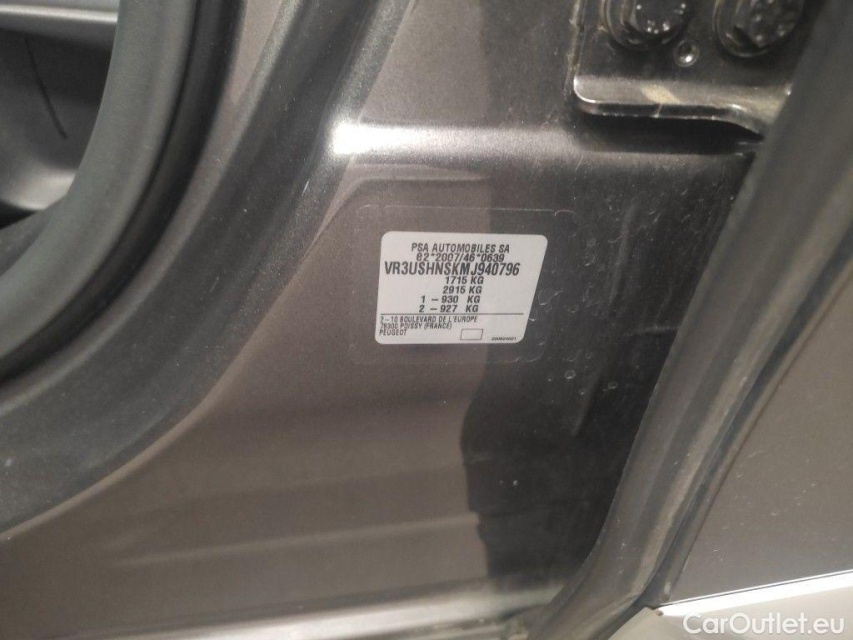 PSA AUTOMOBILES SA
e2*2007/46*0639
VR3USHNSKMJ940796
1715 KG
2915 KG
1 - 930 KG
2 - 927 KG
2-10 BOULEVARD DE L'EUROPE
78300 POISSY (FRANCE)
PEUGEOT
CarOutlet.eu